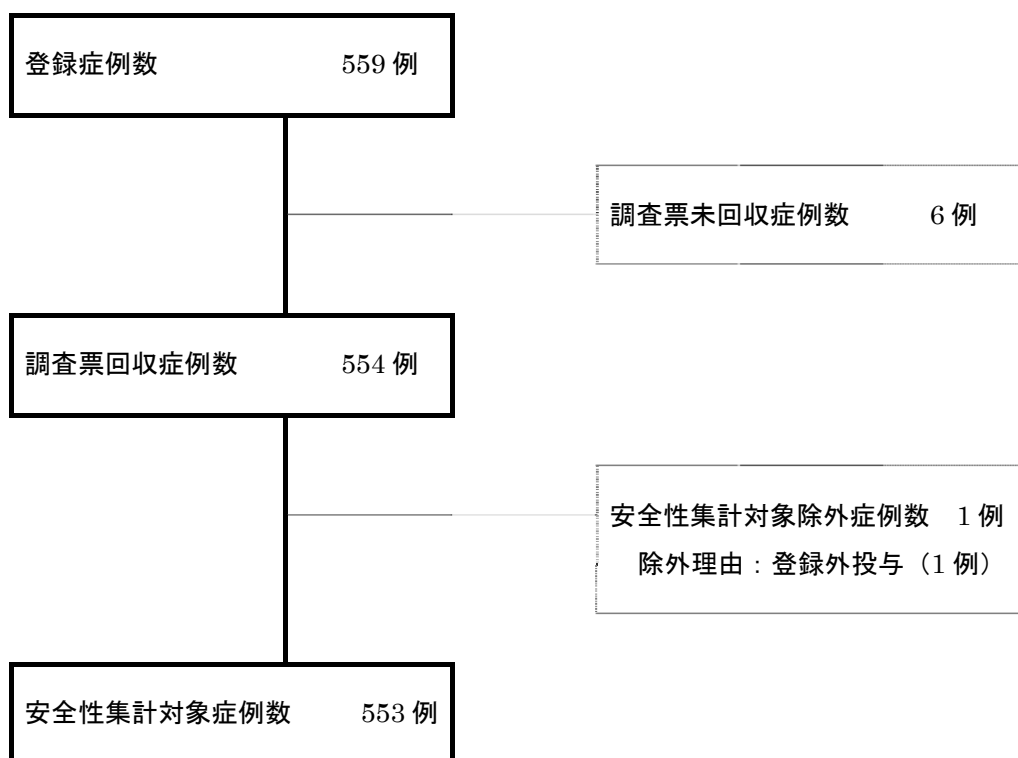 登録症例数 559 例
調査票未回収症例数 6 例
調査票回収症例数 554 例
安全性集計対象除外症例数 1 例
除外理由：登録外投与（1 例）
安全性集計対象症例数 553 例